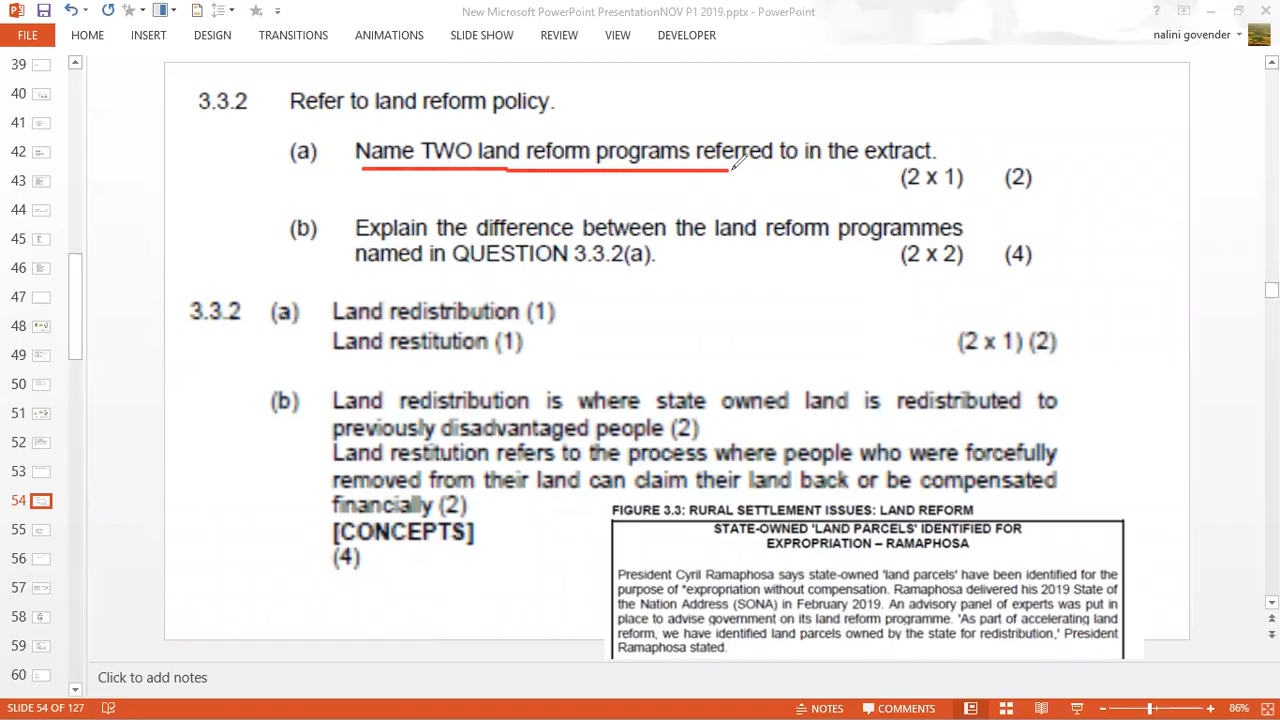 New Microsoft PowerPoint PresentationNOV P1 2019.pptx - PowerPoint
FILE HOME INSERT DESIGN TRANSITIONS ANIMATIONS SLIDE SHOW REVIEW VIEW DEVELOPER nalini govender
39
40
41
42
43
44
45
46
47
48
49
50
51
52
53
54
55
56
57
58
59
60
3.3.2 Refer to land reform policy.
(a) Name TWO land reform programs referred to in the extract.
(2 x 1) (2)
(b) Explain the difference between the land reform programmes
named in QUESTION 3.3.2(a). (2 x 2) (4)
3.3.2 (a) Land redistribution (1)
Land restitution (1) (2 x 1) (2)
(b) Land redistribution is where state owned land is redistributed to
previously disadvantaged people (2)
Land restitution refers to the process where people who were forcefully
removed from their land can claim their land back or be compensated
financially (2)
[CONCEPTS]
(4)
FIGURE 3.3: RURAL SETTLEMENT ISSUES: LAND REFORM
STATE-OWNED 'LAND PARCELS' IDENTIFIED FOR
EXPROPRIATION – RAMAPHOSA
President Cyril Ramaphosa says state-owned 'land parcels' have been identified for the
purpose of *expropriation without compensation. Ramaphosa delivered his 2019 State of
the Nation Address (SONA) in February 2019. An advisory panel of experts was put in
place to advise government on its land reform programme. 'As part of accelerating land
reform, we have identified land parcels owned by the state for redistribution,' President
Ramaphosa stated.
Click to add notes
SLIDE 54 OF 127 NOTES COMMENTS 86%